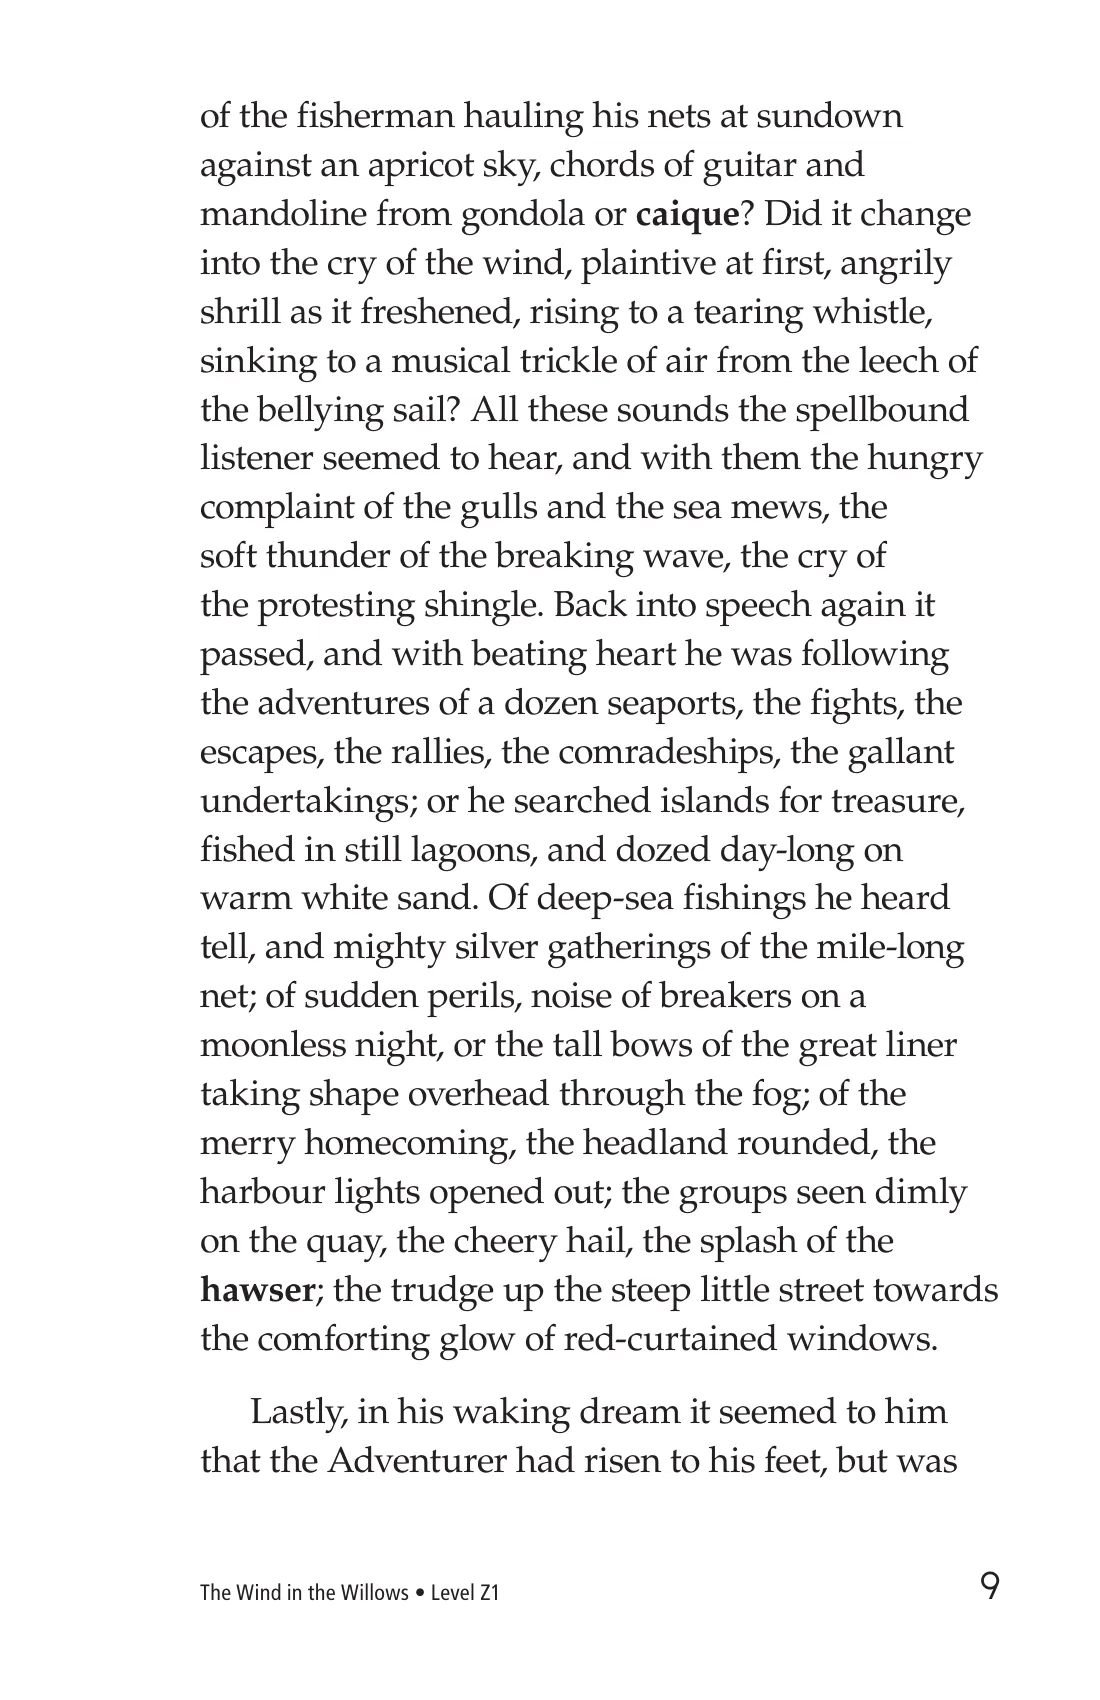 of the fisherman hauling his nets at sundown
against an apricot sky, chords of guitar and
mandoline from gondola or caique? Did it change
into the cry of the wind, plaintive at first, angrily
shrill as it freshened, rising to a tearing whistle,
sinking to a musical trickle of air from the leech of
the bellying sail? All these sounds the spellbound
listener seemed to hear, and with them the hungry
complaint of the gulls and the sea mews, the
soft thunder of the breaking wave, the cry of
the protesting shingle. Back into speech again it
passed, and with beating heart he was following
the adventures of a dozen seaports, the fights, the
escapes, the rallies, the comradeships, the gallant
undertakings; or he searched islands for treasure,
fished in still lagoons, and dozed day-long on
warm white sand. Of deep-sea fishings he heard
tell, and mighty silver gatherings of the mile-long
net; of sudden perils, noise of breakers on a
moonless night, or the tall bows of the great liner
taking shape overhead through the fog; of the
merry homecoming, the headland rounded, the
harbour lights opened out; the groups seen dimly
on the quay, the cheery hail, the splash of the
hawser; the trudge up the steep little street towards
the comforting glow of red-curtained windows.
Lastly, in his waking dream it seemed to him
that the Adventurer had risen to his feet, but was
The Wind in the Willows • Level Z1
9